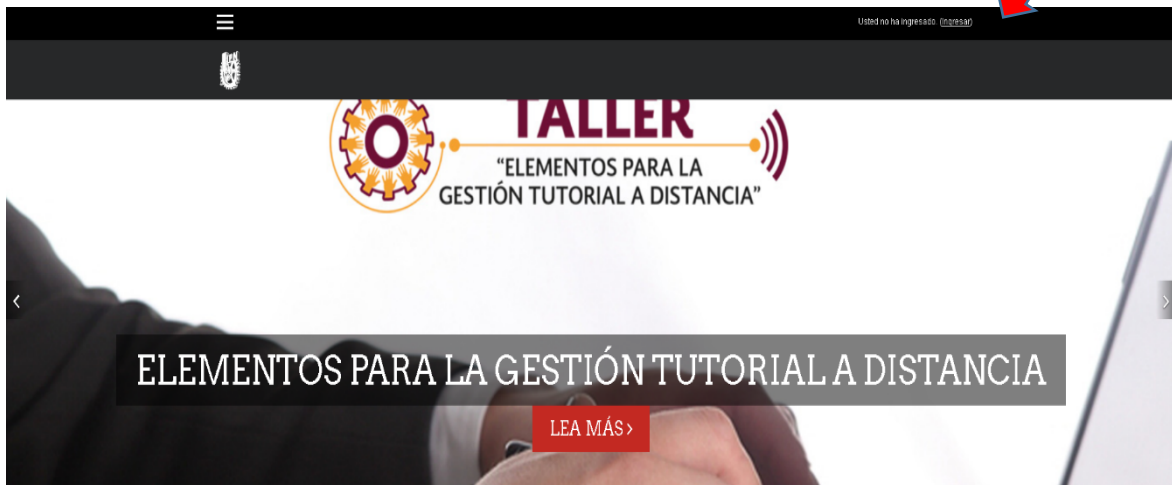 Usted no ha ingresado. (Ingresar)
TALLER
“ELEMENTOS PARA LA
GESTIÓN TUTORIAL A DISTANCIA”
ELEMENTOS PARA LA GESTIÓN TUTORIAL A DISTANCIA
LEA MÁS >